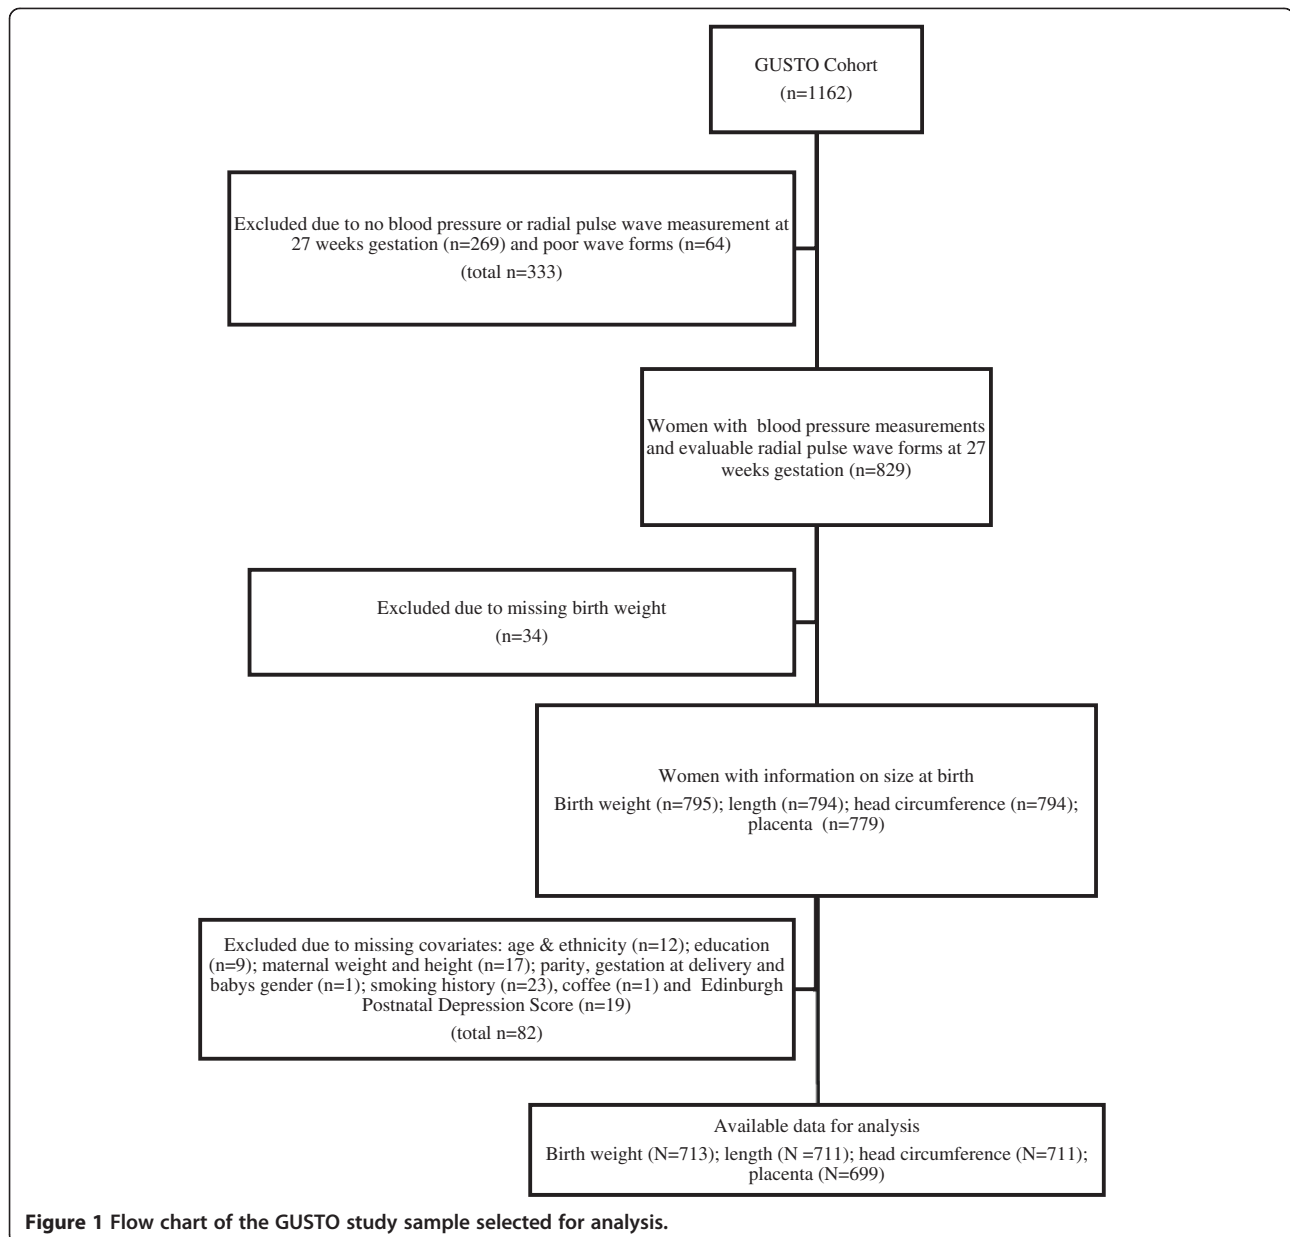 GUSTO Cohort
(n=1162)
Excluded due to no blood pressure or radial pulse wave measurement at
27 weeks gestation (n=269) and poor wave forms (n=64)
(total n=333)
Women with blood pressure measurements
and evaluable radial pulse wave forms at 27
weeks gestation (n=829)
Excluded due to missing birth weight
(n=34)
Women with information on size at birth
Birth weight (n=795); length (n=794); head circumference (n=794);
placenta (n=779)
Excluded due to missing covariates: age & ethnicity (n=12); education
(n=9); maternal weight and height (n=17); parity, gestation at delivery and
babys gender (n=1); smoking history (n=23), coffee (n=1) and Edinburgh
Postnatal Depression Score (n=19)
(total n=82)
Available data for analysis
Birth weight (N=713); length (N =711); head circumference (N=711);
placenta (N=699)
Figure 1 Flow chart of the GUSTO study sample selected for analysis.